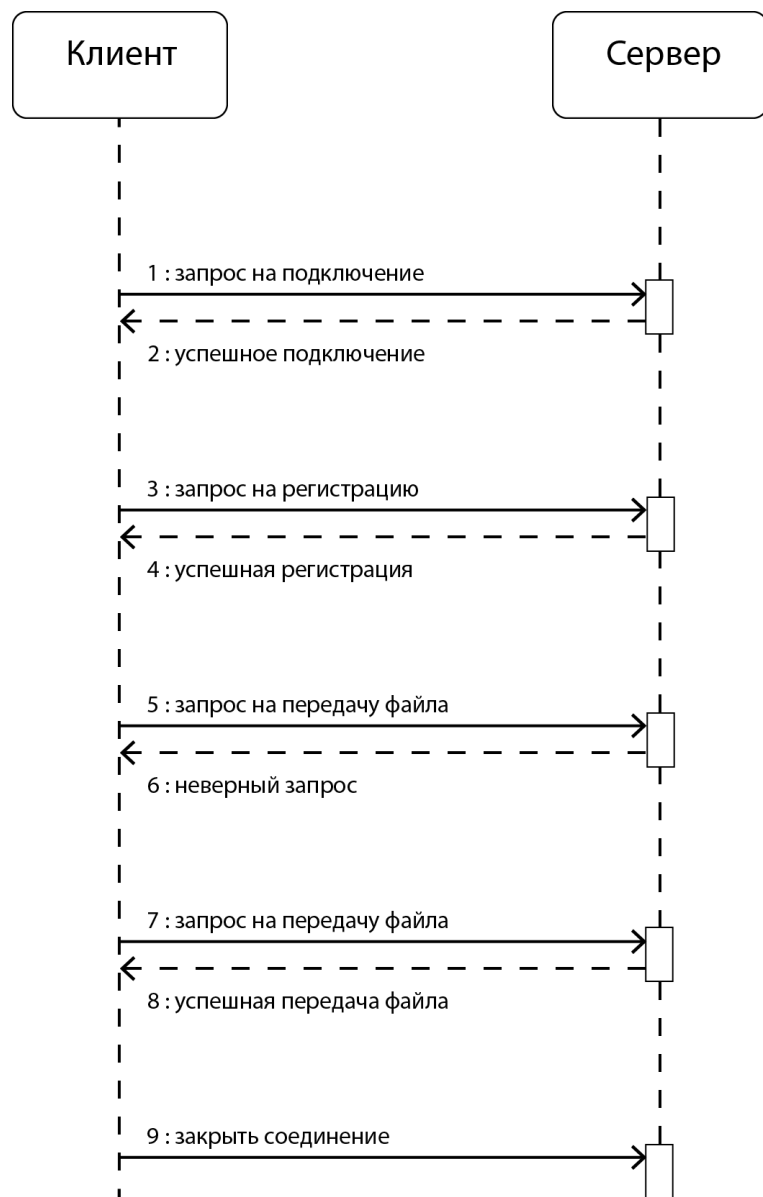 Клиент
Сервер
1 : запрос на подключение
2 : успешное подключение
3 : запрос на регистрацию
4 : успешная регистрация
5 : запрос на передачу файла
6 : неверный запрос
7 : запрос на передачу файла
8 : успешная передача файла
9 : закрыть соединение